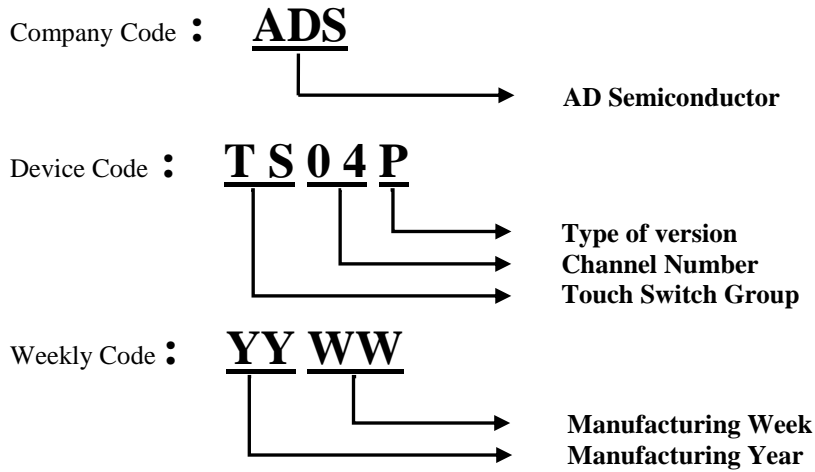 Company Code : ADS
AD Semiconductor
Device Code : T S 0 4 P
Type of version
Channel Number
Touch Switch Group
Weekly Code : YY WW
Manufacturing Week
Manufacturing Year